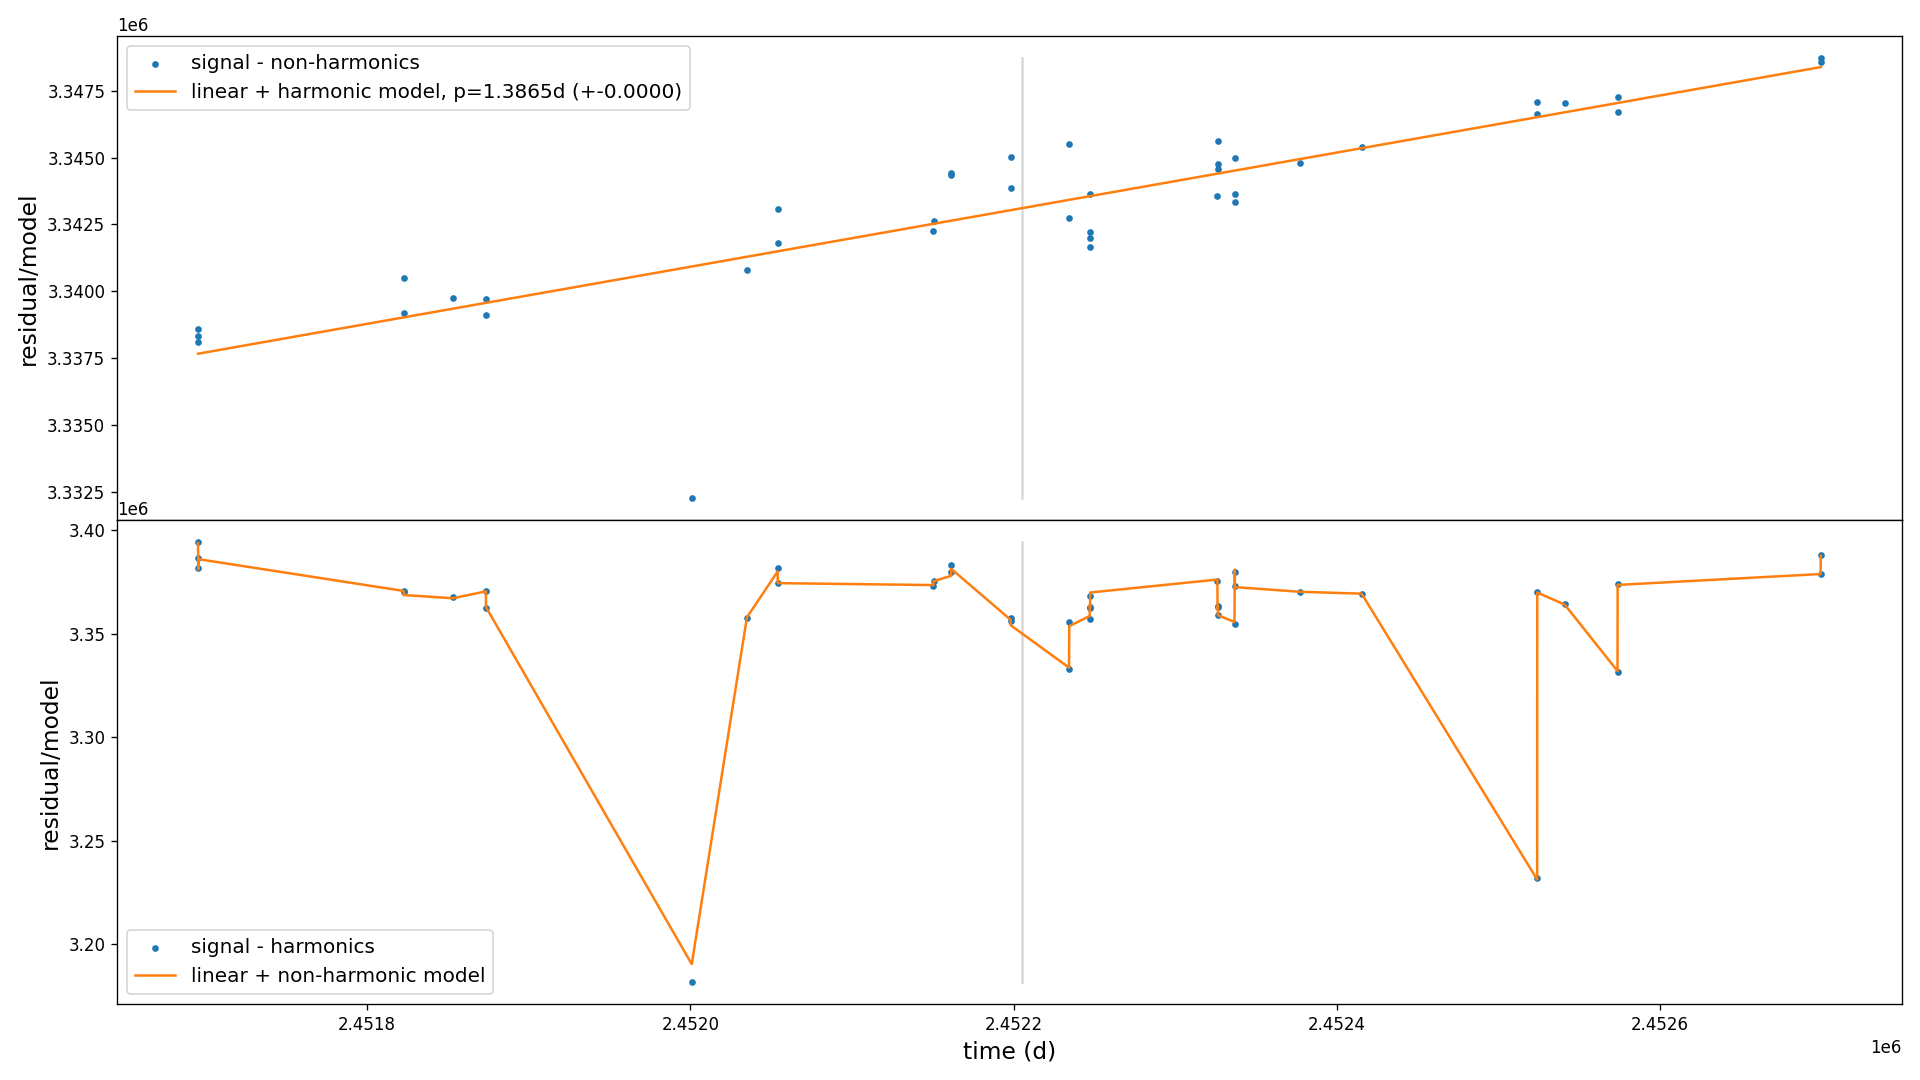 1e6
signal - non-harmonics
linear + harmonic model, p=1.3865d (+-0.0000)
3.3475
3.3450
3.3425
3.3400
3.3375
3.3350
3.3325
residual/model
1e6
3.40
3.35
3.30
3.25
3.20
residual/model
signal - harmonics
linear + non-harmonic model
2.4518
2.4520
2.4522
2.4524
2.4526
time (d)
1e6